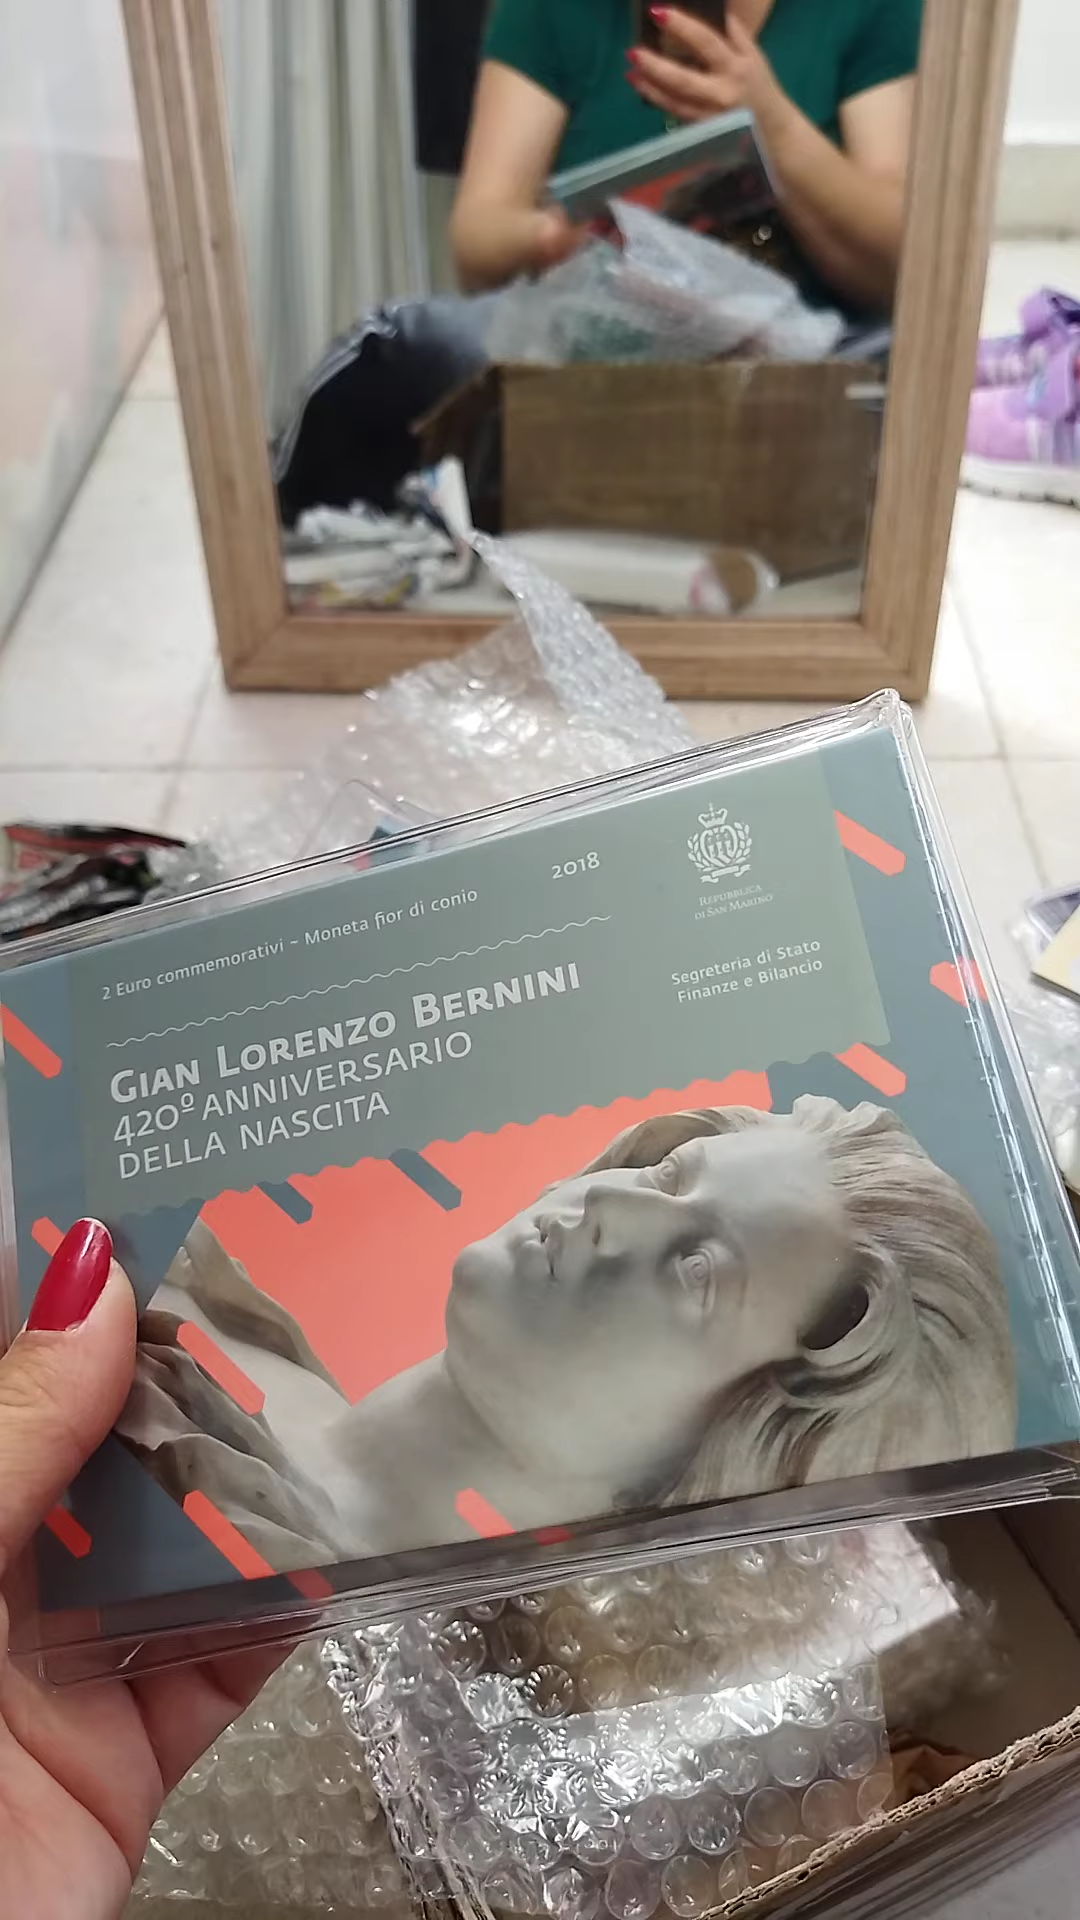 2 Euro commemorativi ~ Moneta fior di conio
2018
GIAN LORENZO BERNINI
420º ANNIVERSARIO
DELLA NASCITA
REPUBBLICA
DI SAN MARINO
Segreteria di Stato
Finanze e Bilancio